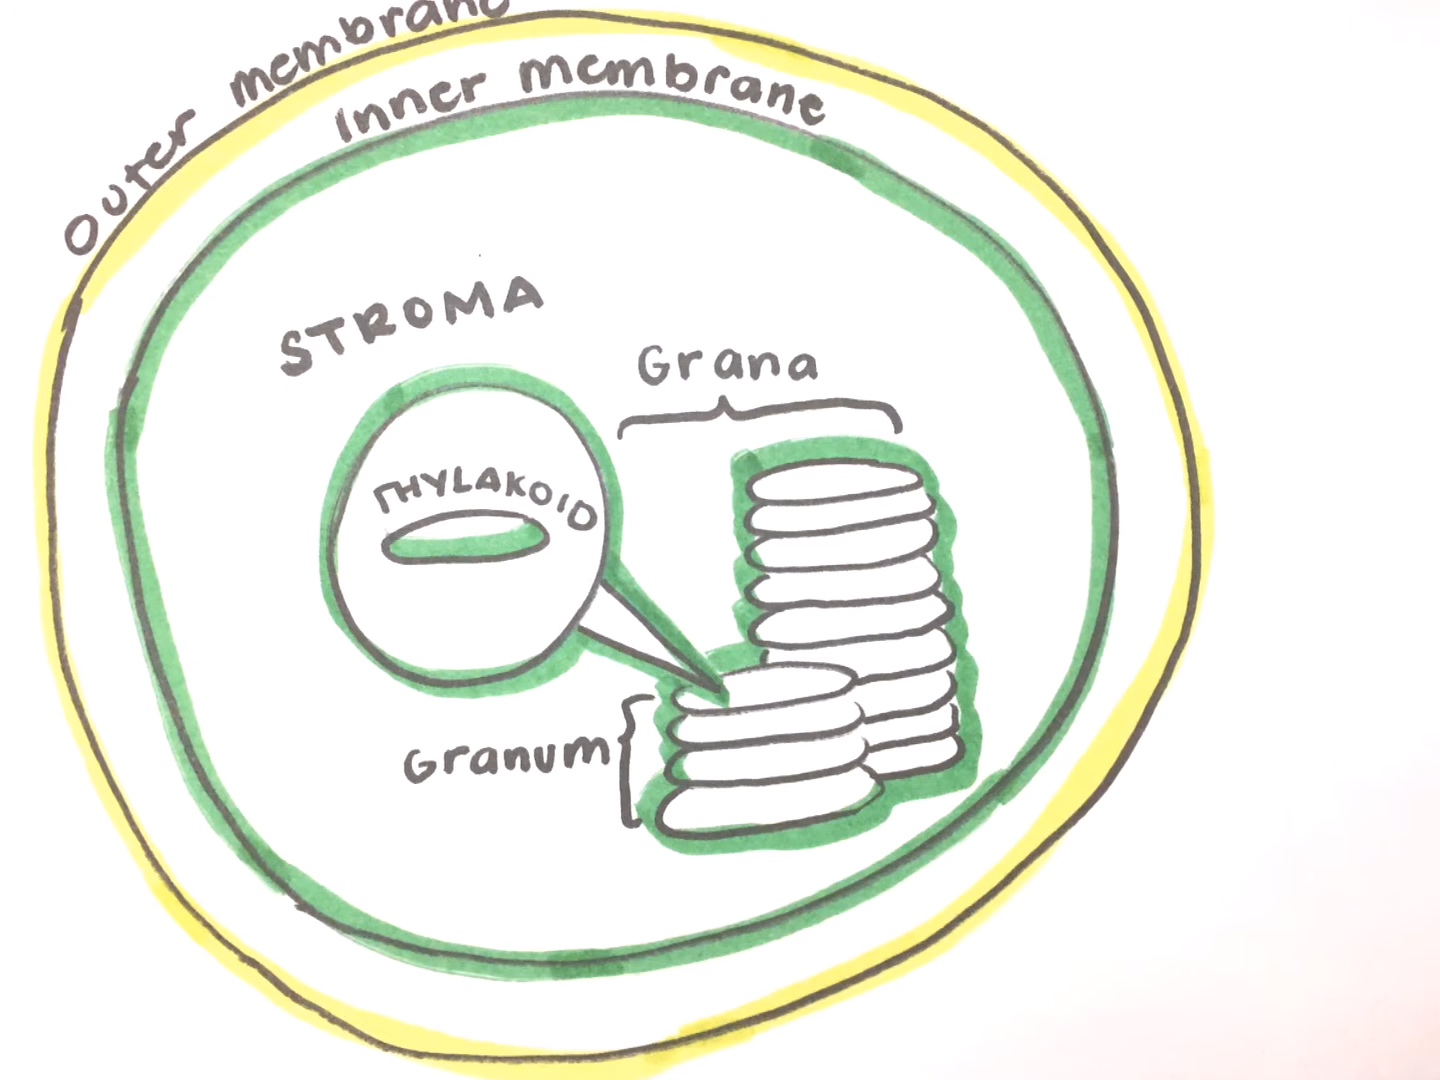 Outer membrane
Inner membrane
STROMA
Grana
THYLAKOID
Granum